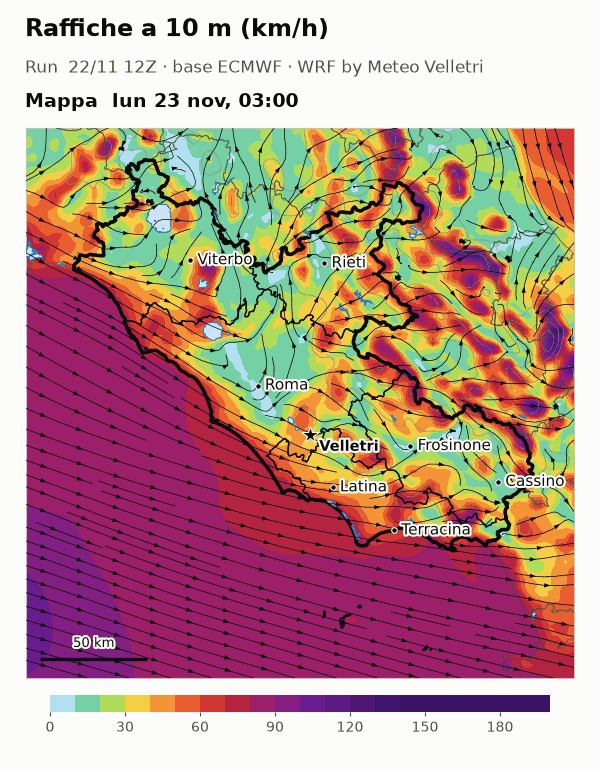 Raffiche a 10 m (km/h)
Run  22/11 12Z · base ECMWF · WRF by Meteo Velletri
Mappa  lun 23 nov, 03:00
Viterbo
Rieti
Roma
Velletri
Frosinone
Latina
Cassino
Terracina
50 km
0 30 60 90 120 150 180